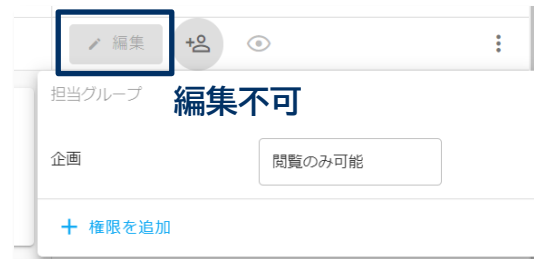 編集
担当グループ
編集不可
企画
閲覧のみ可能
+ 権限を追加